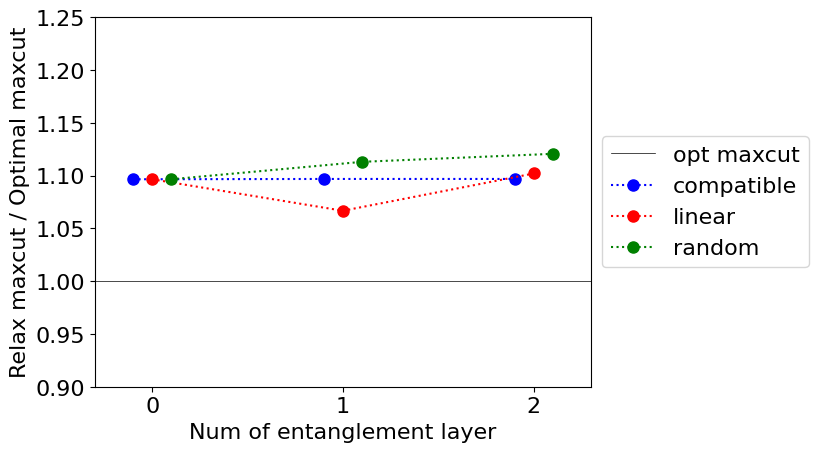 Relax maxcut / Optimal maxcut
1.25
1.20
1.15
1.10
1.05
1.00
0.95
0.90
0
1
2
Num of entanglement layer
opt maxcut
compatible
linear
random